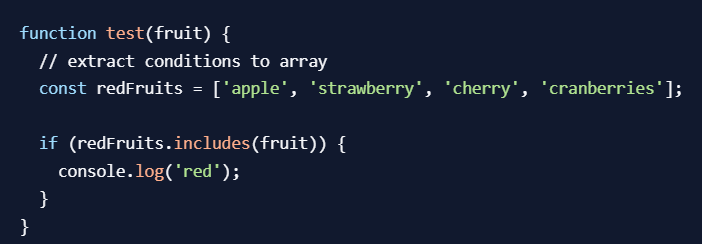 function test(fruit) {
  // extract conditions to array
  const redFruits = ['apple', 'strawberry', 'cherry', 'cranberries'];

  if (redFruits.includes(fruit)) {
    console.log('red');
  }
}